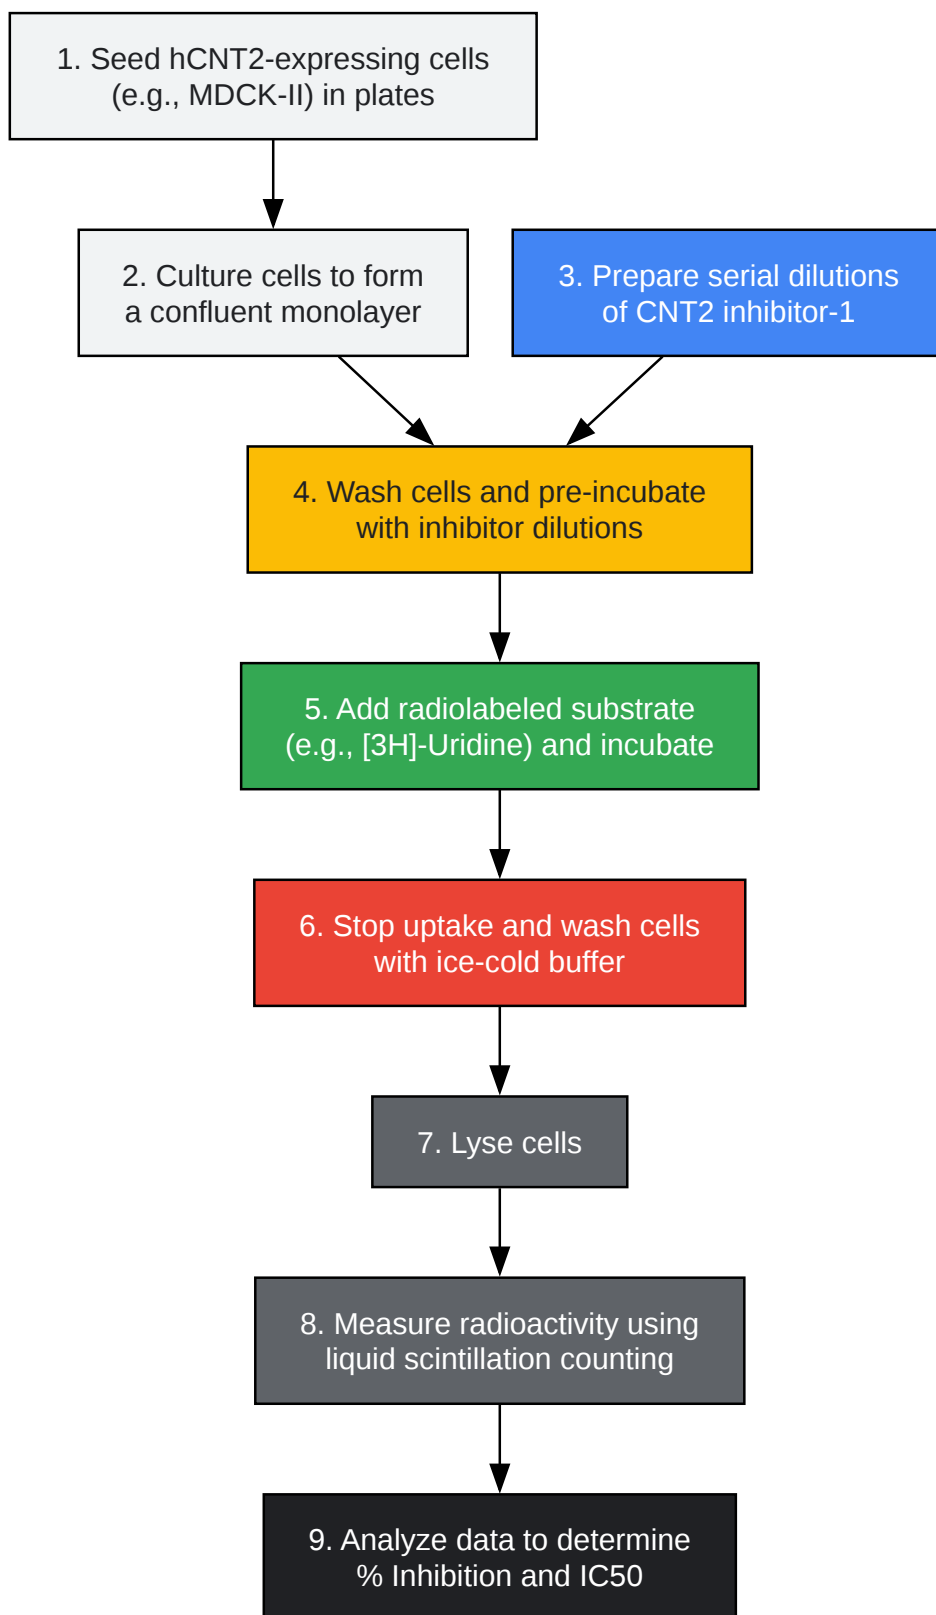 1. Seed hCNT2-expressing cells
(e.g., MDCK-II) in plates
2. Culture cells to form
a confluent monolayer
3. Prepare serial dilutions
of CNT2 inhibitor-1
4. Wash cells and pre-incubate
with inhibitor dilutions
5. Add radiolabeled substrate
(e.g., [3H]-Uridine) and incubate
6. Stop uptake and wash cells
with ice-cold buffer
7. Lyse cells
8. Measure radioactivity using
liquid scintillation counting
9. Analyze data to determine
% Inhibition and IC50